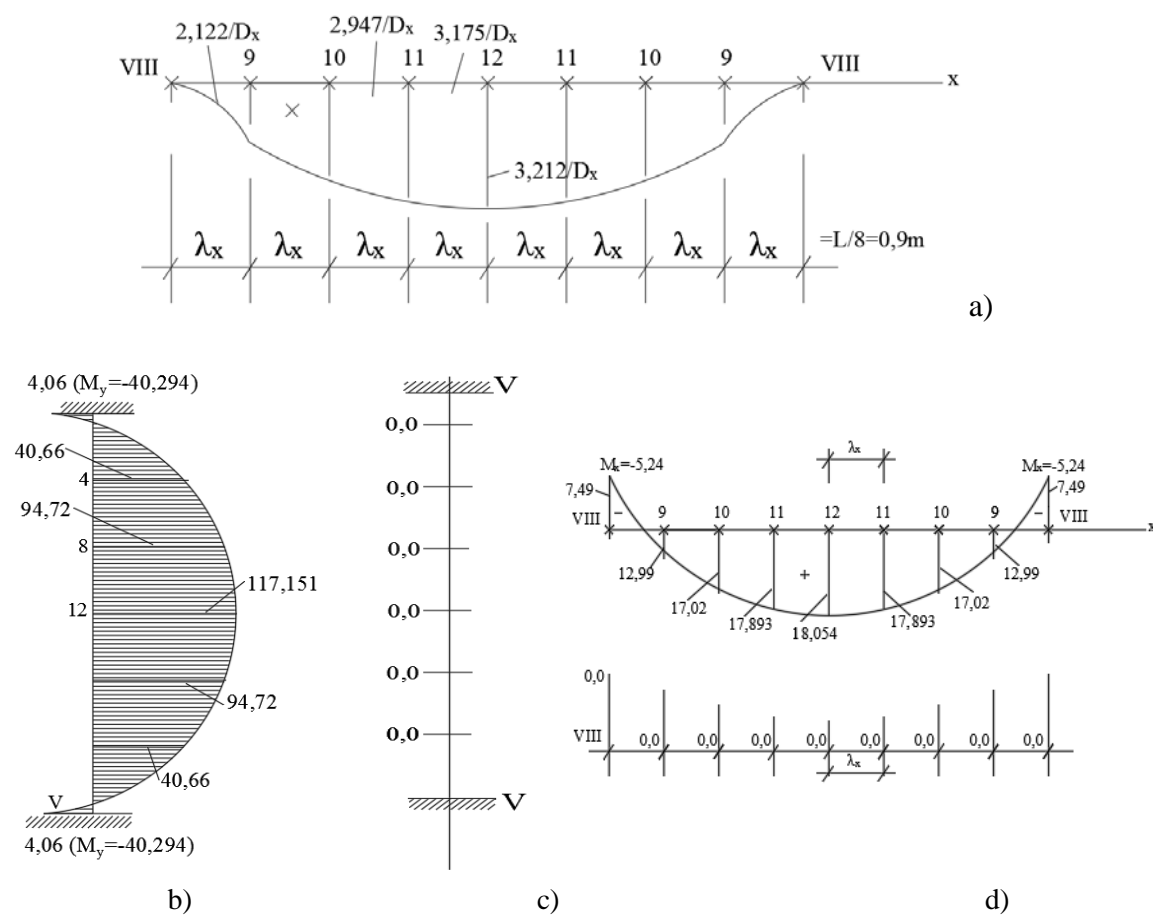 2,122/Dₓ 2,947/Dₓ 3,175/Dₓ
VIII 9 10 11 12 11 10 9 VIII x
3,212/Dₓ
λₓ λₓ λₓ λₓ λₓ λₓ λₓ λₓ =L/8=0,9m
a)
4,06 (Mᵧ=-40,294)
40,66
4
94,72
8
117,151
12
94,72
40,66
V
4,06 (Mᵧ=-40,294)
b)
V
0,0
0,0
0,0
0,0
0,0
0,0
V
c)
λₓ
Mₓ=-5,24 Mₓ=-5,24
7,49 7,49
VIII - 9 10 11 12 11 10 9 - VIII x
12,99 + 12,99
17,02 17,02
17,893 18,054 17,893
0,0
VIII 0,0 0,0 0,0 0,0 0,0 0,0 0,0 0,0
λₓ
d)